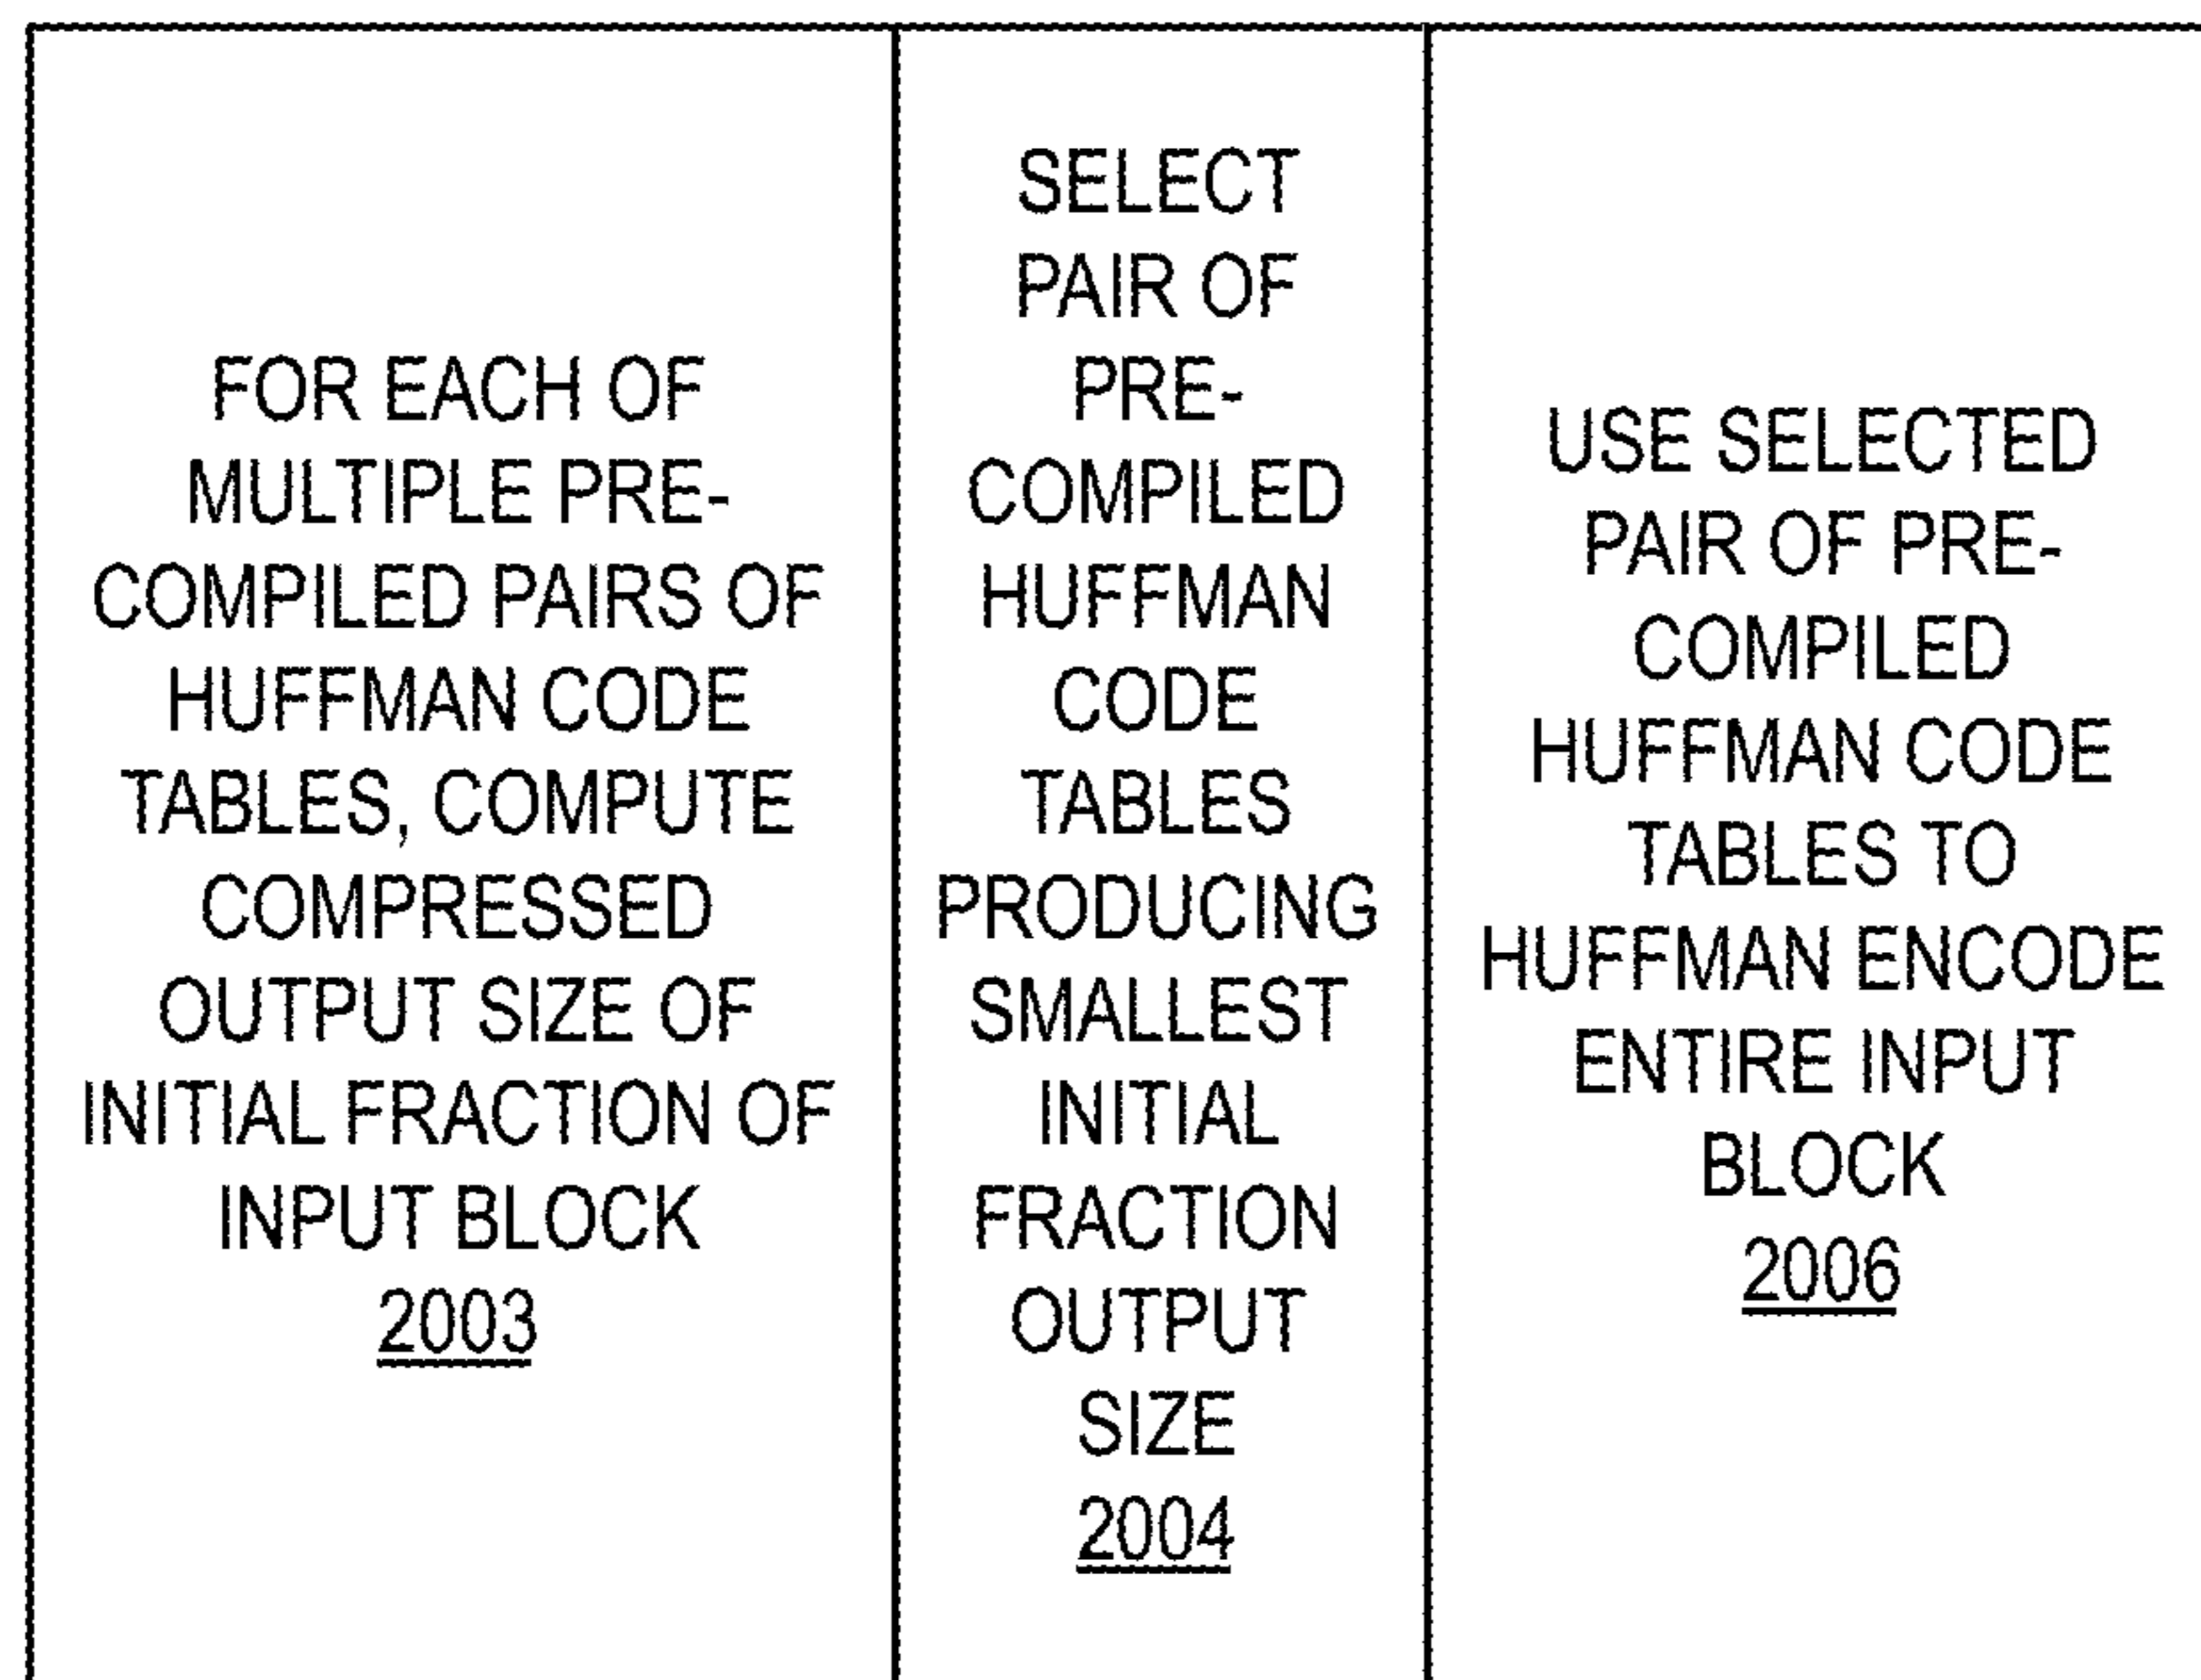 FOR EACH OF
MULTIPLE PRE-
COMPILED PAIRS OF
HUFFMAN CODE
TABLES, COMPUTE
COMPRESSED
OUTPUT SIZE OF
INITIAL FRACTION OF
INPUT BLOCK
2003
SELECT
PAIR OF
PRE-
COMPILED
HUFFMAN
CODE
TABLES
PRODUCING
SMALLEST
INITIAL
FRACTION
OUTPUT
SIZE
2004
USE SELECTED
PAIR OF PRE-
COMPILED
HUFFMAN CODE
TABLES TO
HUFFMAN ENCODE
ENTIRE INPUT
BLOCK
2006